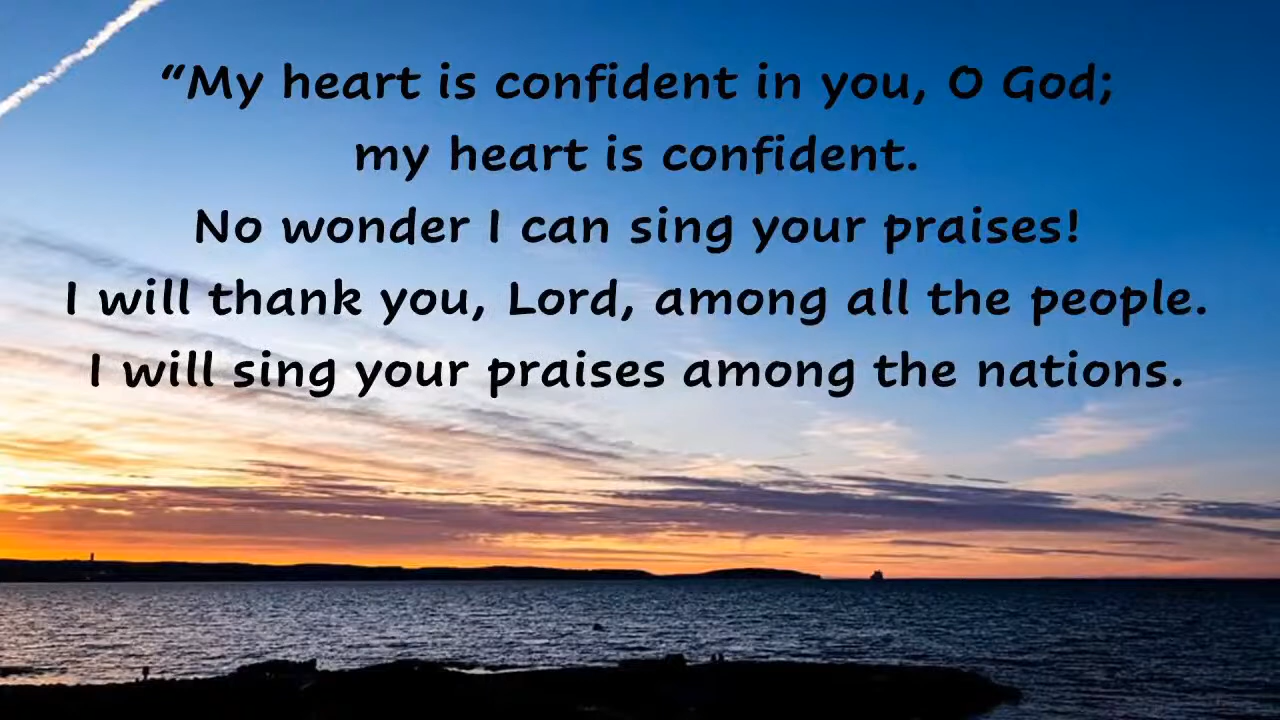 “My heart is confident in you, O God;
my heart is confident.
No wonder I can sing your praises!
I will thank you, Lord, among all the people.
I will sing your praises among the nations.